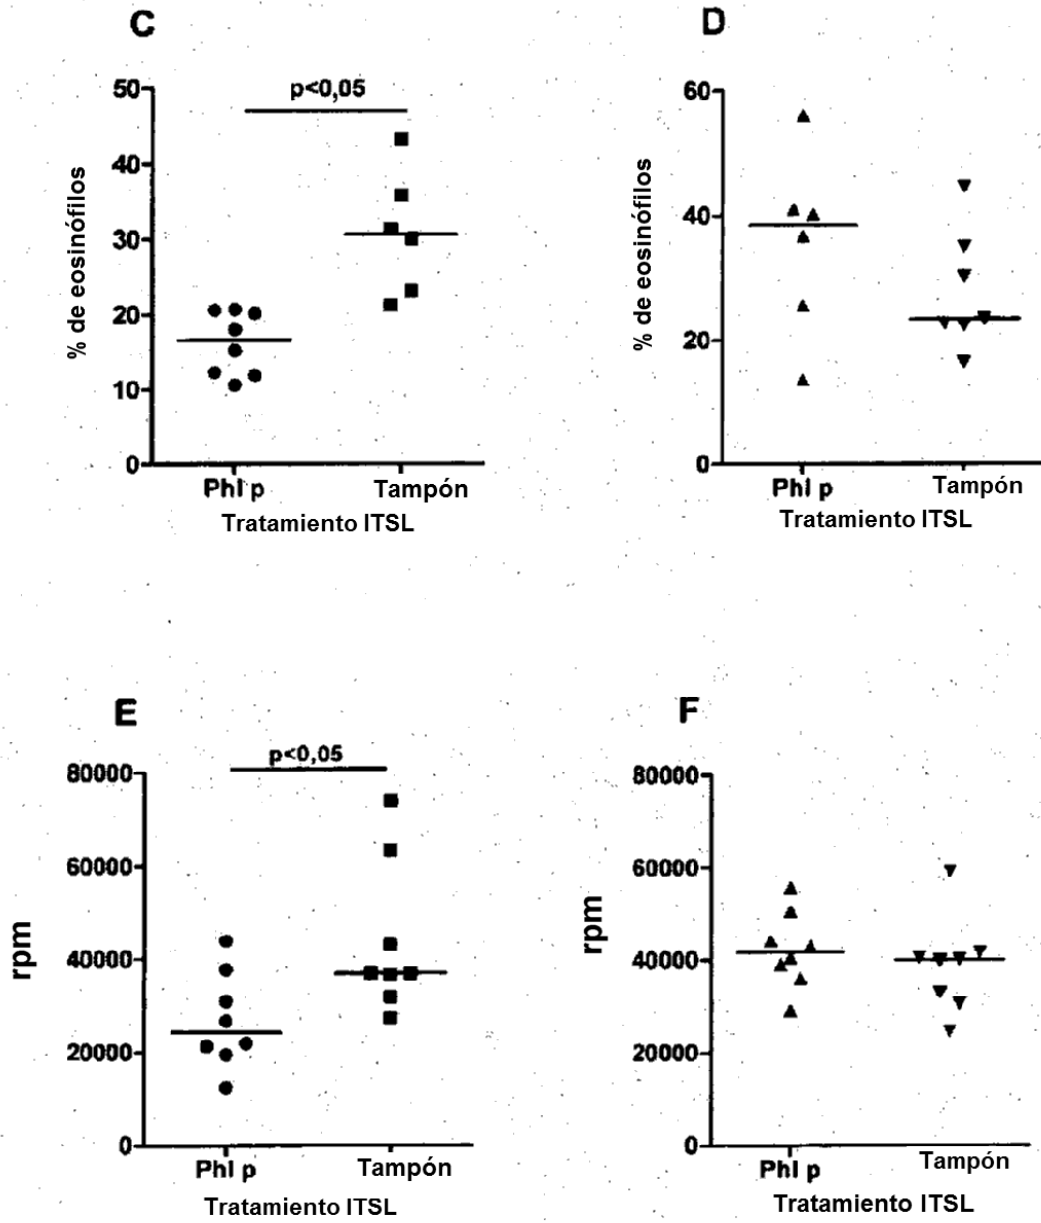 C
p<0,05
50
40
30
20
10
0
% de eosinófilos
Phl p
Tampón
Tratamiento ITSL
D
60
40
20
0
% de eosinófilos
Phl p
Tampón
Tratamiento ITSL
E
p<0,05
80000
60000
40000
20000
0
rpm
Phl p
Tampón
Tratamiento ITSL
F
80000
60000
40000
20000
0
rpm
Phl p
Tampón
Tratamiento ITSL